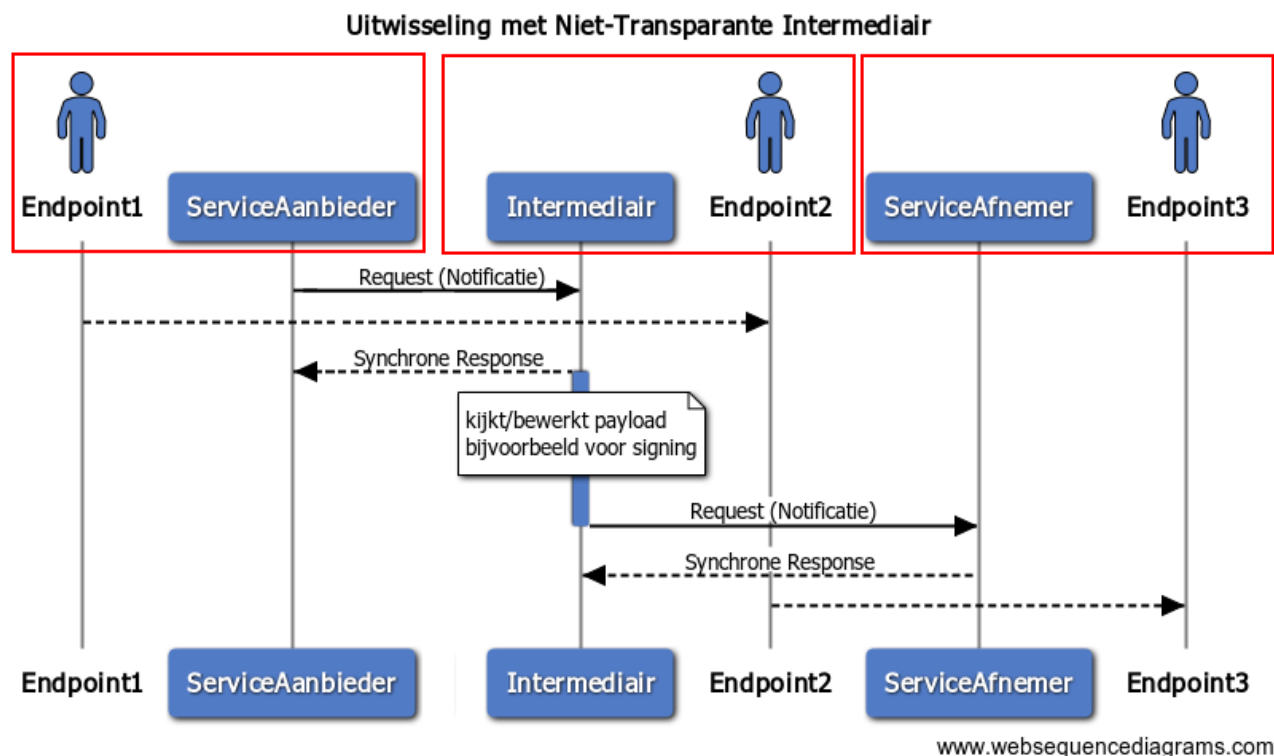 Uitwisseling met Niet-Transparante Intermediair
Endpoint1
ServiceAanbieder
Intermediair
Endpoint2
ServiceAfnemer
Endpoint3
Request (Notificatie)
Synchrone Response
kijkt/bewerkt payload
bijvoorbeeld voor signing
Request (Notificatie)
Synchrone Response
Endpoint1
ServiceAanbieder
Intermediair
Endpoint2
ServiceAfnemer
Endpoint3
www.websequencediagrams.com